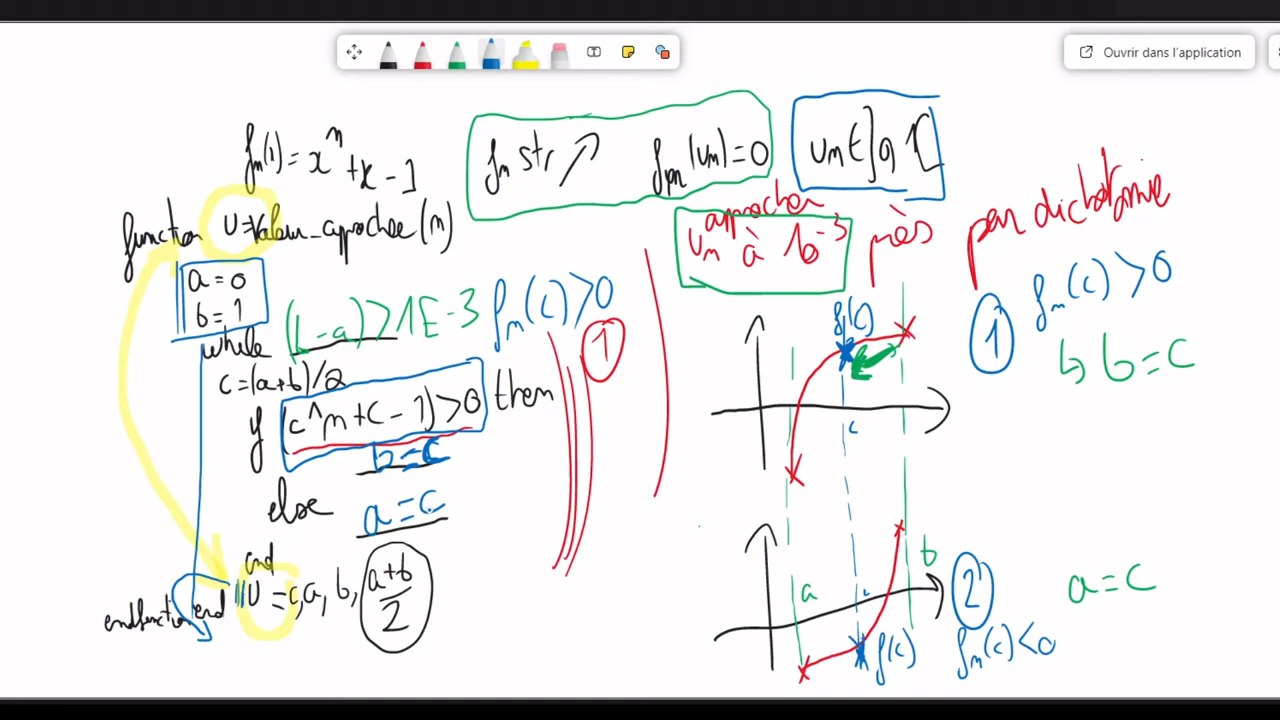 Ouvrir dans l'application
fn(1) = x^n + x - 1
fn str ↗ fn(un) = 0
un ∈ ]0, 1[
function U=Valeur_approchee(n)
approcher
un à 10^-3 près par dichotomie
a = 0
b = 1
while (b-a) > 1E-3
c = (a+b)/2
if (c^n + c - 1) > 0 then
b = c
else
a = c
end
end U = c, a, b, (a+b)/2
endfunction
fn(c) > 0
1
f(c)
c
1 fn(c) > 0
↳ b = c
a
c
b
f(c)
2
fn(c) < 0
a = c